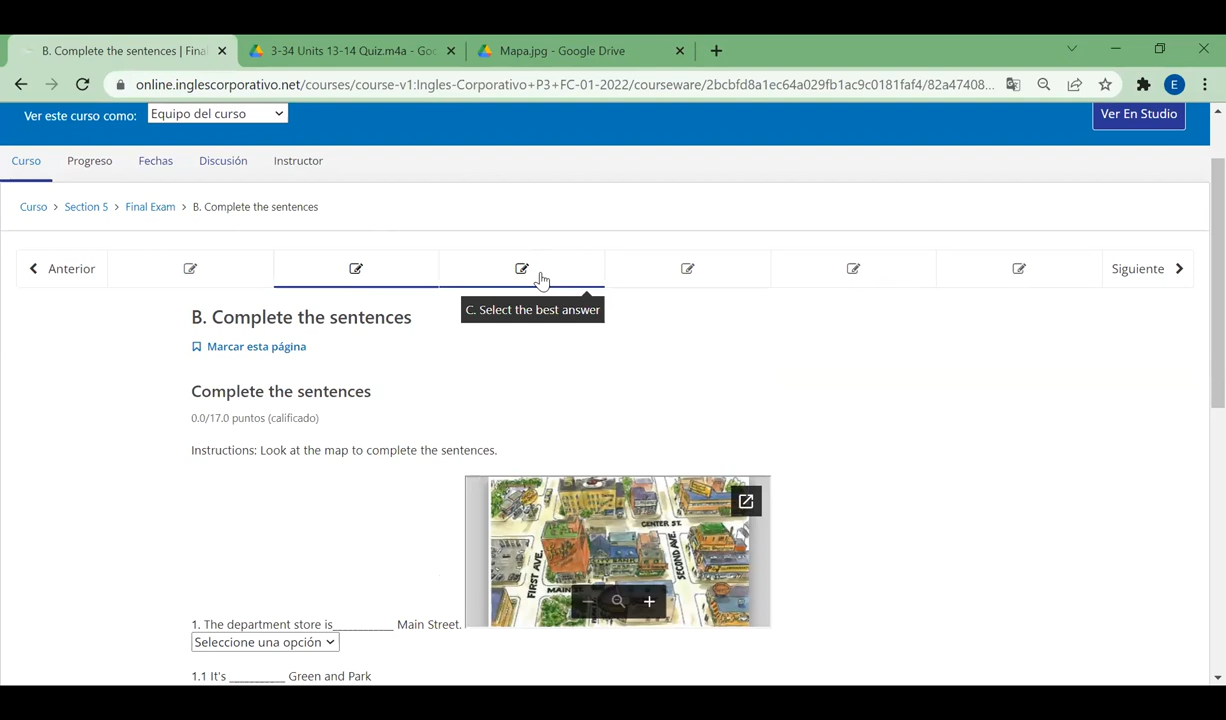 B. Complete the sentences | Fina
3-34 Units 13-14 Quiz.m4a - Goo
Mapa.jpg - Google Drive
online.inglescorporativo.net/courses/course-v1:Ingles-Corporativo+P3+FC-01-2022/courseware/2bcbfd8a1ec64a029fb1ac9c0181faf4/82a47408...
E
Ver este curso como:
Equipo del curso
Ver En Studio
Curso
Progreso
Fechas
Discusión
Instructor
Curso > Section 5 > Final Exam > B. Complete the sentences
Anterior
Siguiente
C. Select the best answer
B. Complete the sentences
Marcar esta página
Complete the sentences
0.0/17.0 puntos (calificado)
Instructions: Look at the map to complete the sentences.
CENTER ST.
FIRST AVE.
SECOND AVE.
BANK
MAIN ST.
1. The department store is____________ Main Street.
Seleccione una opción
1.1 It's __________ Green and Park